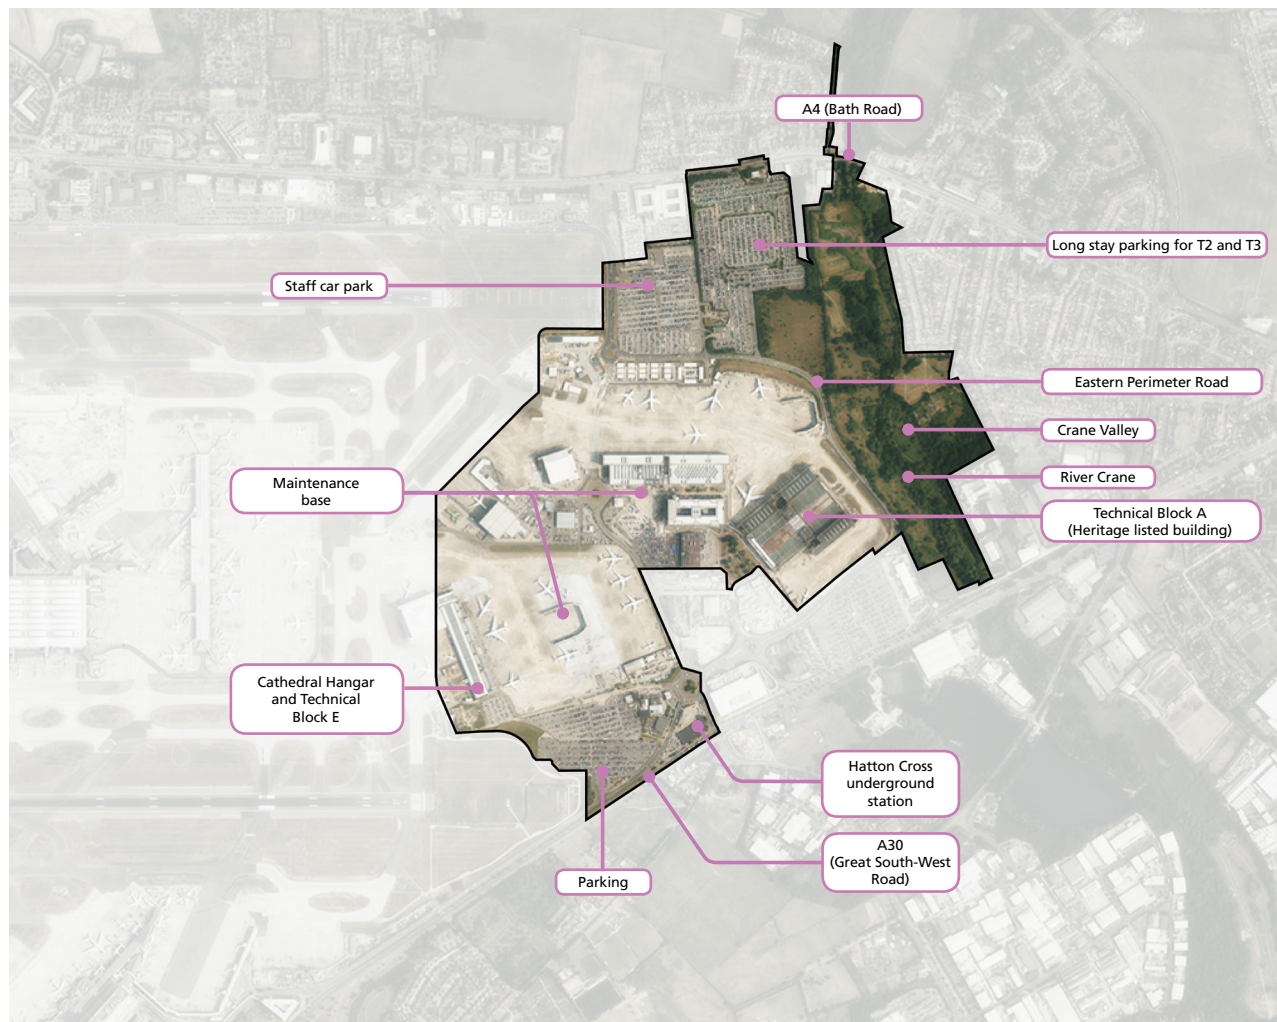 A4 (Bath Road)
Long stay parking for T2 and T3
Staff car park
Eastern Perimeter Road
Crane Valley
River Crane
Maintenance
base
Technical Block A
(Heritage listed building)
Cathedral Hangar
and Technical
Block E
Hatton Cross
underground
station
A30
(Great South-West
Road)
Parking